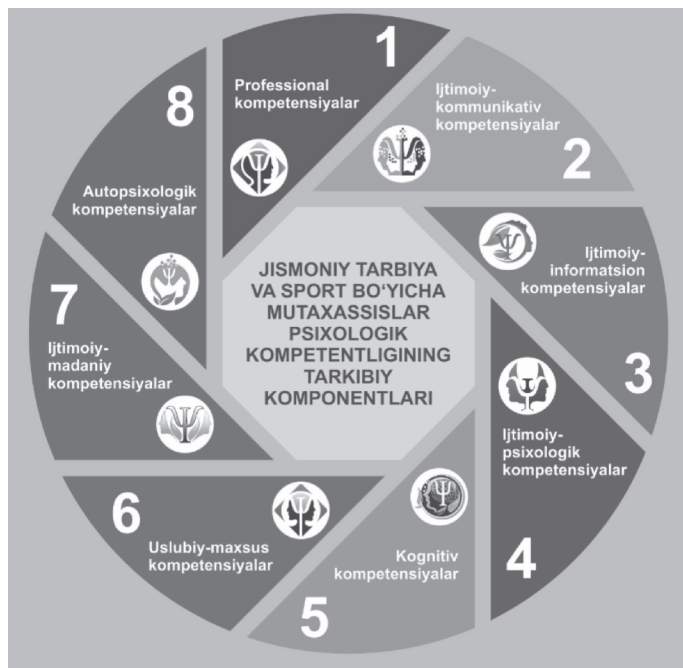 JISMONIY TARBIYA
VA SPORT BO‘YICHA
MUTAXASSISLAR
PSIXOLOGIK
KOMPETENTLIGINING
TARKIBIY
KOMPONENTLARI
1
Professional
kompetensiyalar
2
Ijtimoiy-
kommunikativ
kompetensiyalar
3
Ijtimoiy-
informatsion
kompetensiyalar
4
Ijtimoiy-
psixologik
kompetensiyalar
5
Kognitiv
kompetensiyalar
6
Uslubiy-maxsus
kompetensiyalar
7
Ijtimoiy-
madaniy
kompetensiyalar
8
Autopsixologik
kompetensiyalar